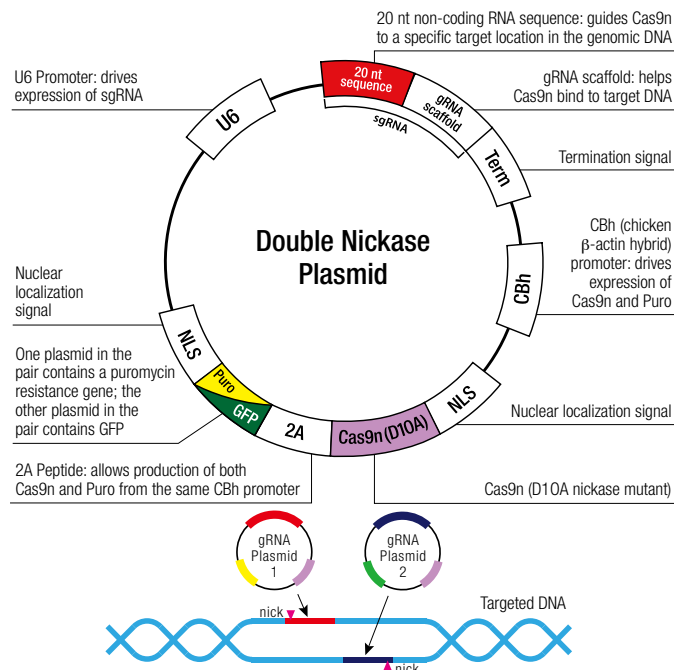 20 nt non-coding RNA sequence: guides Cas9n
to a specific target location in the genomic DNA
U6 Promoter: drives
expression of sgRNA
gRNA scaffold: helps
Cas9n bind to target DNA
Termination signal
CBh (chicken
β-actin hybrid)
promoter: drives
expression of
Cas9n and Puro
Nuclear
localization
signal
One plasmid in the
pair contains a puromycin
resistance gene; the
other plasmid in the
pair contains GFP
Nuclear localization signal
2A Peptide: allows production of both
Cas9n and Puro from the same CBh promoter
Cas9n (D10A nickase mutant)
U6
20 nt
sequence
gRNA
scaffold
sgRNA
Term
CBh
NLS
Cas9n (D10A)
2A
GFP
Puro
NLS
Double Nickase
Plasmid
gRNA
Plasmid
1
gRNA
Plasmid
2
Targeted DNA
nick
nick